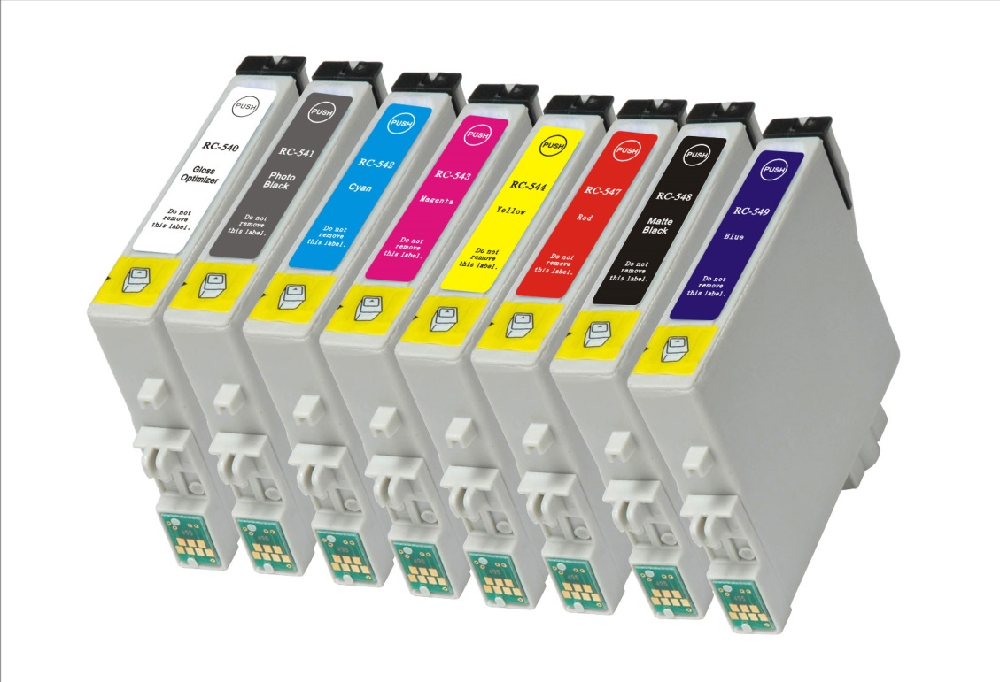 PUSH
RC-540
Gloss
Optimizer
Do not
remove
this label.
PUSH
RC-541
Photo
Black
Do not
remove
this label.
PUSH
RC-542
Cyan
Do not
remove
this label.
PUSH
RC-543
Magenta
Do not
remove
this label.
PUSH
RC-544
Yellow
Do not
remove
this label.
PUSH
RC-547
Red
Do not
remove
this label.
PUSH
RC-548
Matte
Black
Do not
remove
this label.
PUSH
RC-549
Blue
Do not
remove
this label.